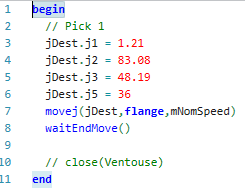 1 begin
2 // Pick 1
3 jDest.j1 = 1.21
4 jDest.j2 = 83.08
5 jDest.j3 = 48.19
6 jDest.j5 = 36
7 movej(jDest,flange,mNomSpeed)
8 waitEndMove()
9
10 // close(Ventouse)
11 end